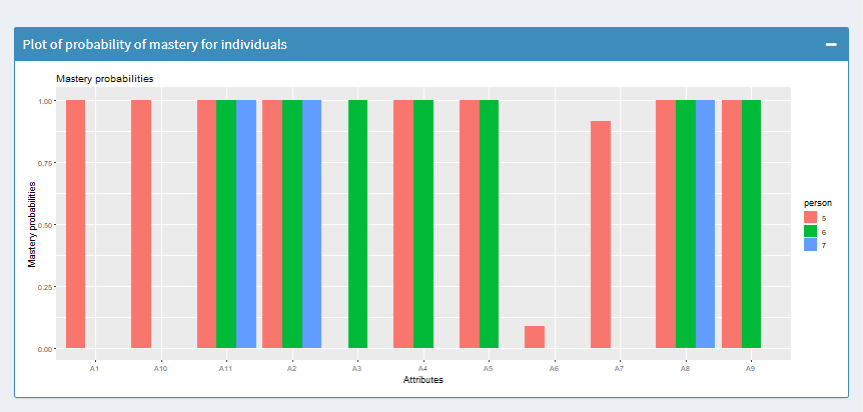 Plot of probability of mastery for individuals
Mastery probabilities
Mastery probabilities
1.00
0.75
0.50
0.25
0.00
A1 A10 A11 A2 A3 A4 A5 A6 A7 A8 A9
Attributes
person
5
6
7